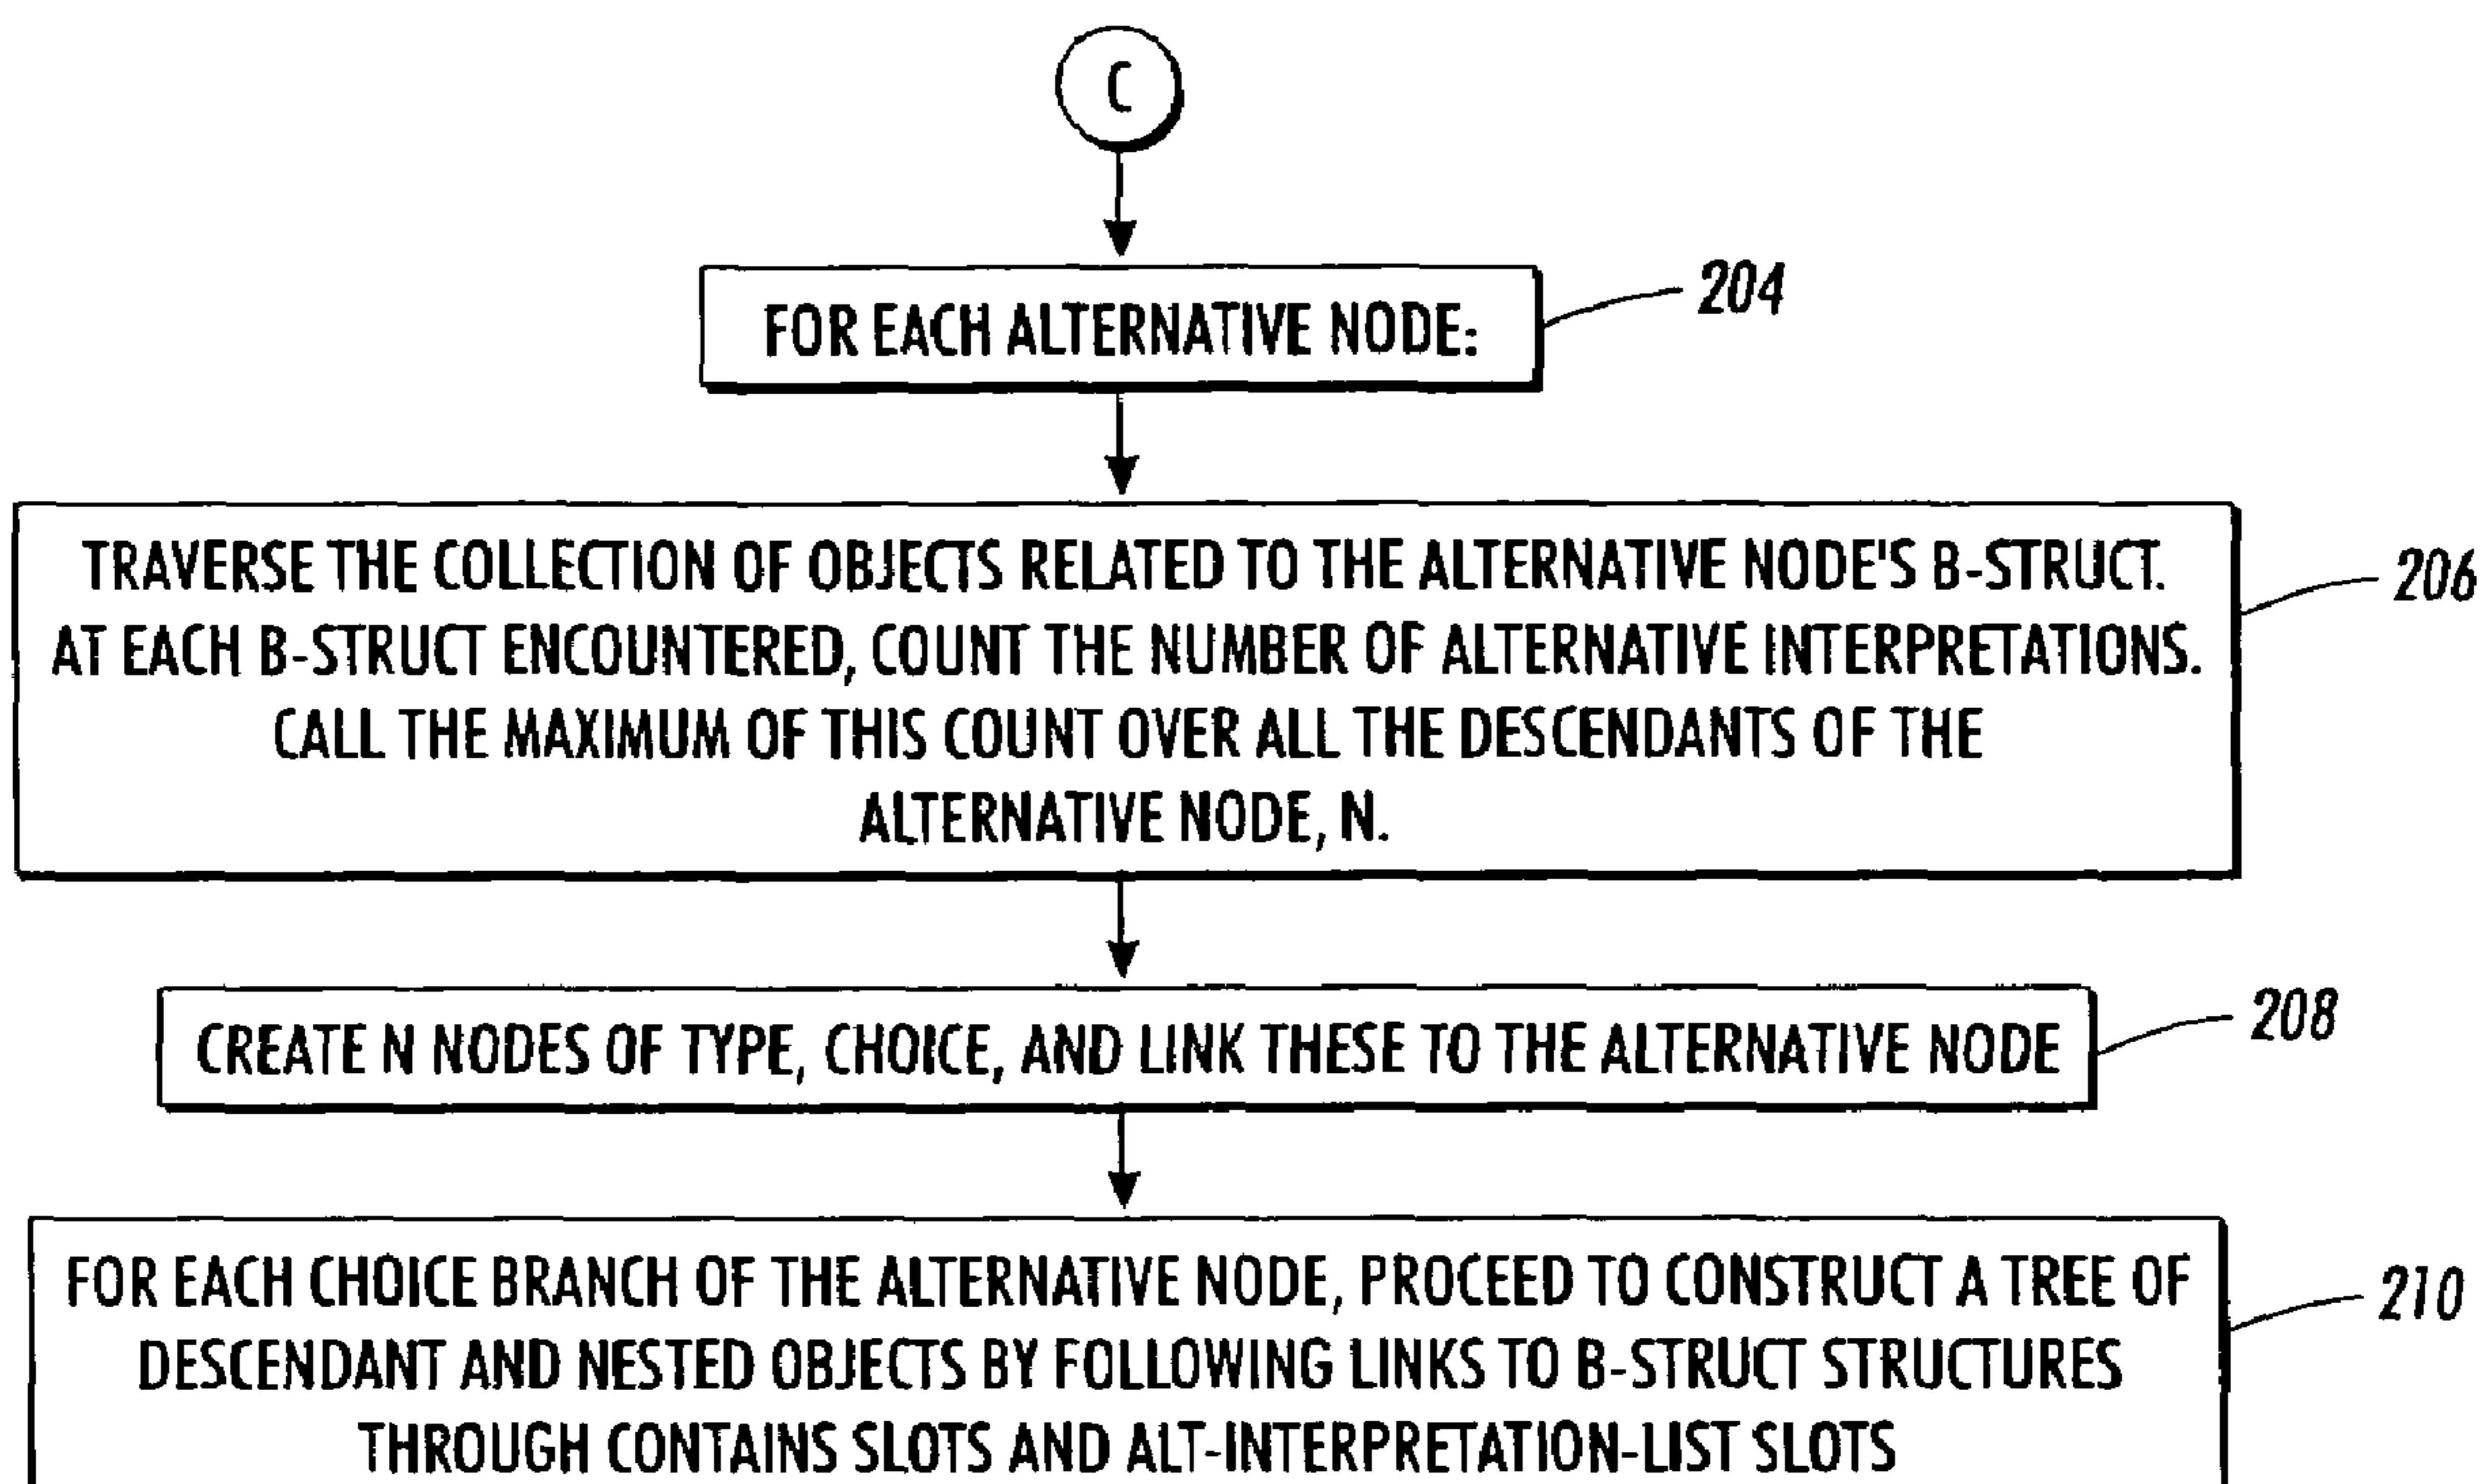 C
FOR EACH ALTERNATIVE NODE:
204
TRAVERSE THE COLLECTION OF OBJECTS RELATED TO THE ALTERNATIVE NODE'S B-STRUCT.
AT EACH B-STRUCT ENCOUNTERED, COUNT THE NUMBER OF ALTERNATIVE INTERPRETATIONS.
CALL THE MAXIMUM OF THIS COUNT OVER ALL THE DESCENDANTS OF THE
ALTERNATIVE NODE, N.
206
CREATE N NODES OF TYPE, CHOICE, AND LINK THESE TO THE ALTERNATIVE NODE
208
FOR EACH CHOICE BRANCH OF THE ALTERNATIVE NODE, PROCEED TO CONSTRUCT A TREE OF
DESCENDANT AND NESTED OBJECTS BY FOLLOWING LINKS TO B-STRUCT STRUCTURES
THROUGH CONTAINS SLOTS AND ALT-INTERPRETATION-LIST SLOTS
210